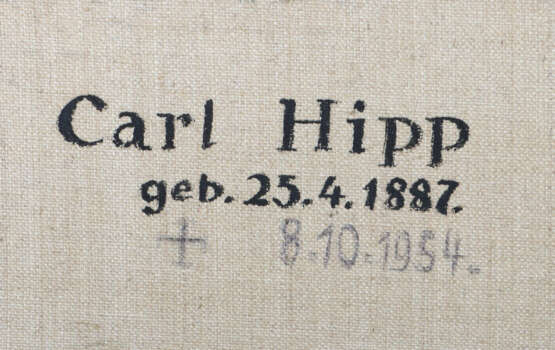 Carl Hipp
geb. 25.4.1887.
+ 8.10.1954.